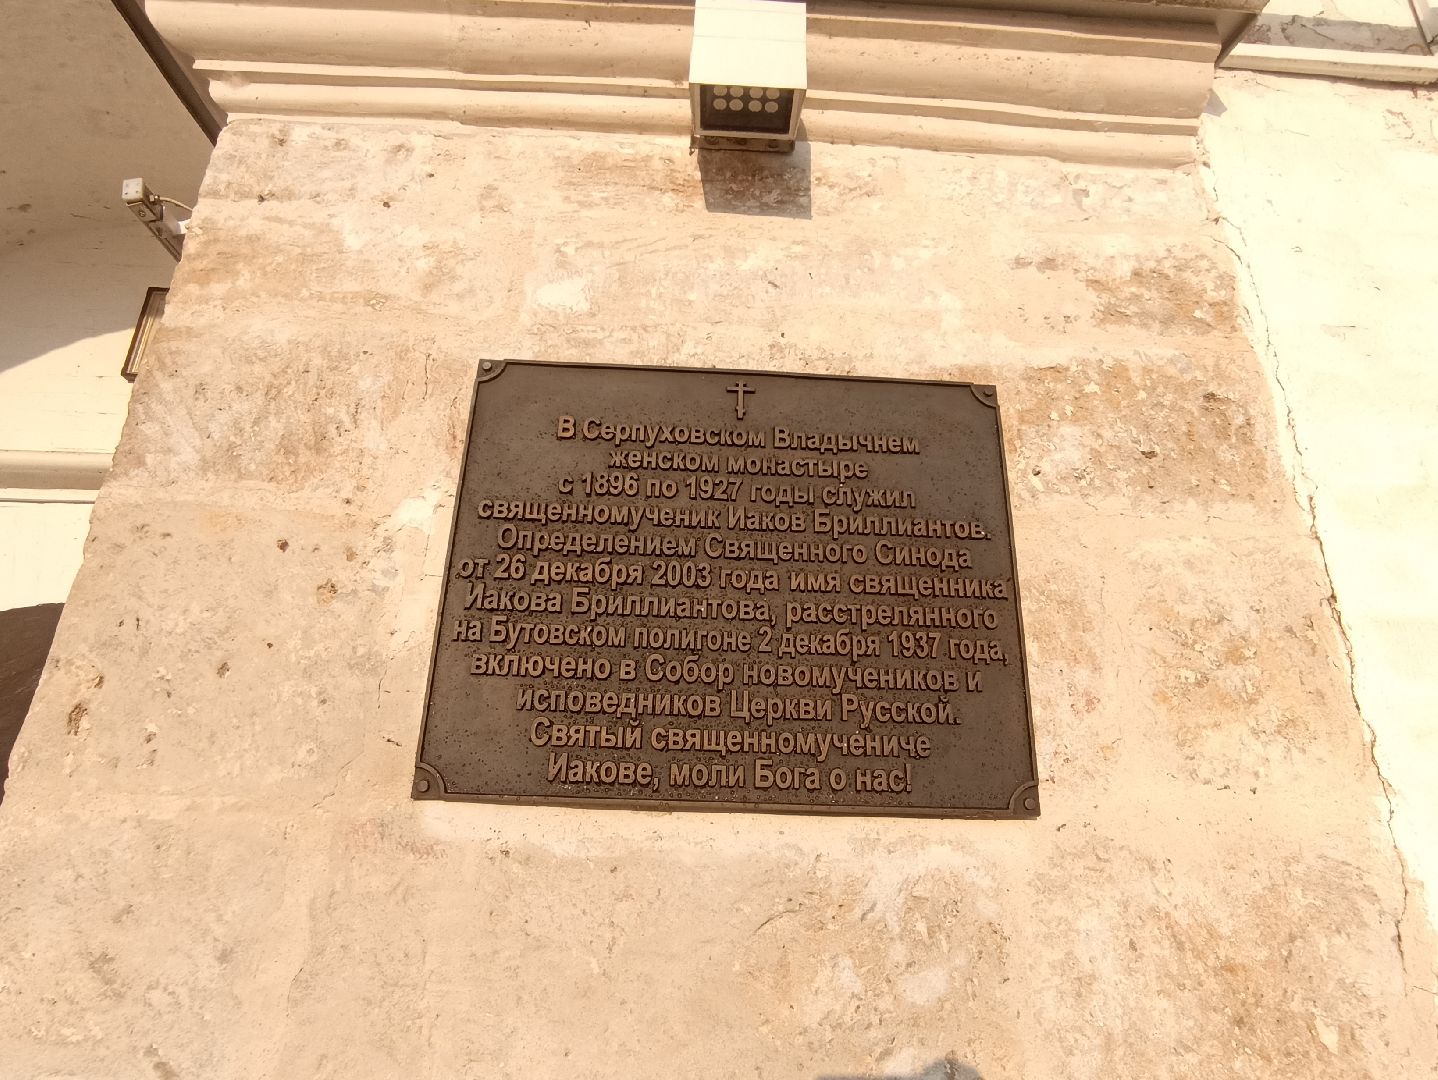 В Серпуховском Владычнем
женском монастыре
с 1896 по 1927 годы служил
священномученик Иаков Бриллиантов.
Определением Священного Синода
от 26 декабря 2003 года имя священника
Иакова Бриллиантова, расстрелянного
на Бутовском полигоне 2 декабря 1937 года,
включено в Собор новомучеников и
исповедников Церкви Русской.
Святый священномучениче
Иакове, моли Бога о нас!